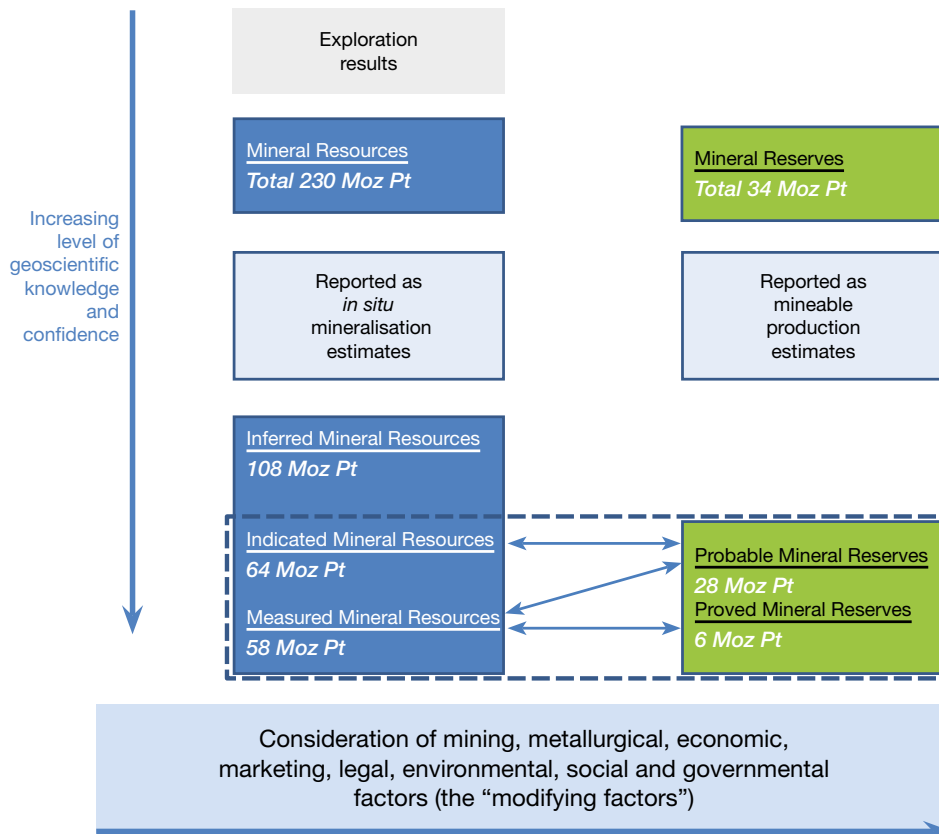 Exploration
results
Mineral Resources
Total 230 Moz Pt
Mineral Reserves
Total 34 Moz Pt
Increasing
level of
geoscientific
knowledge
and
confidence
Reported as
in situ
mineralisation
estimates
Reported as
mineable
production
estimates
Inferred Mineral Resources
108 Moz Pt
Indicated Mineral Resources
64 Moz Pt
Measured Mineral Resources
58 Moz Pt
Probable Mineral Reserves
28 Moz Pt
Proved Mineral Reserves
6 Moz Pt
Consideration of mining, metallurgical, economic,
marketing, legal, environmental, social and governmental
factors (the “modifying factors”)